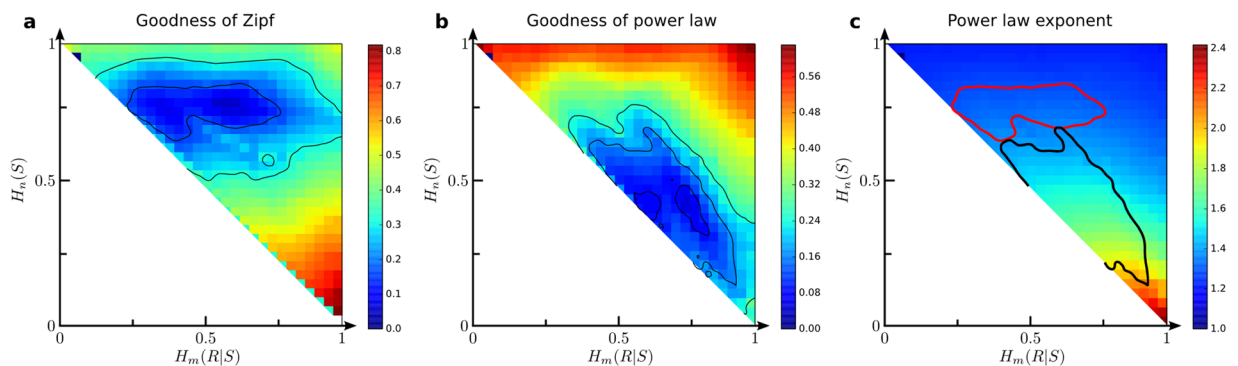 a Goodness of Zipf
1
0.5
0
H_n(S)
0 0.5 1
H_m(R|S)
0.8
0.7
0.6
0.5
0.4
0.3
0.2
0.1
0.0
b Goodness of power law
1
0.5
0
H_n(S)
0 0.5 1
H_m(R|S)
0.56
0.48
0.40
0.32
0.24
0.16
0.08
0.00
c Power law exponent
1
0.5
0
H_n(S)
0 0.5 1
H_m(R|S)
2.4
2.2
2.0
1.8
1.6
1.4
1.2
1.0